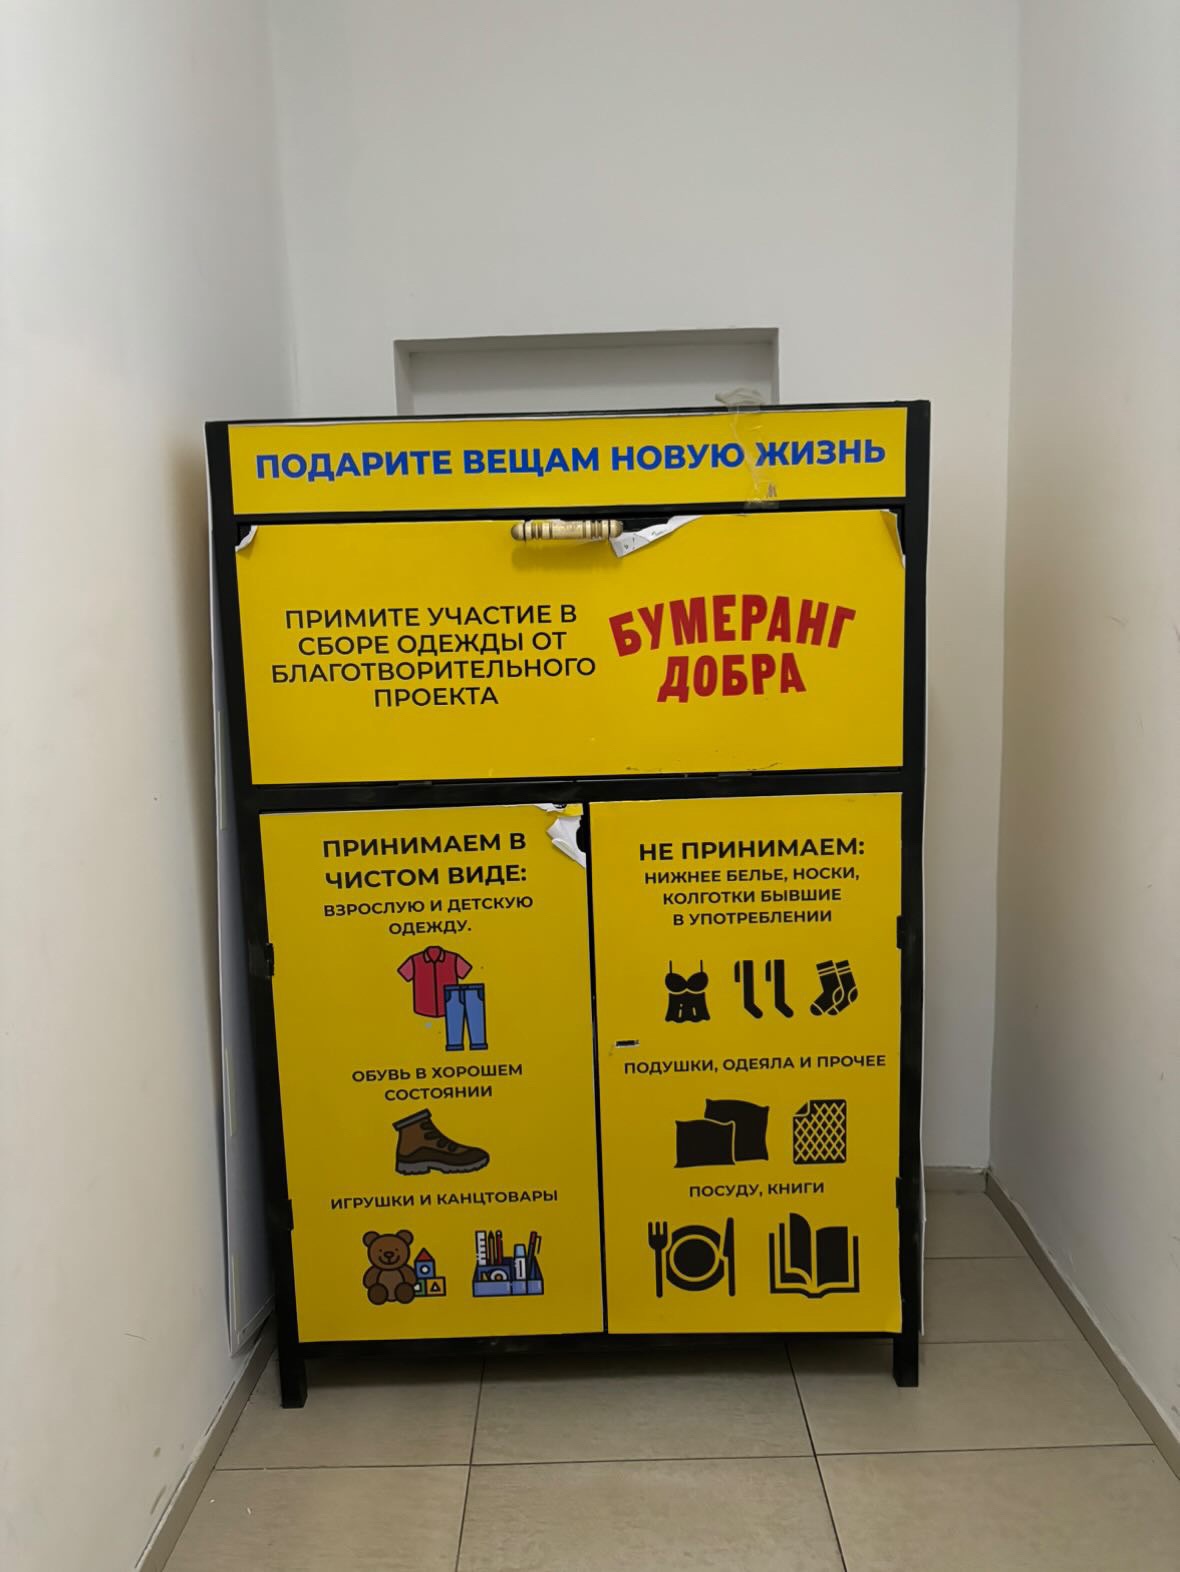 ПОДАРИТЕ ВЕЩАМ НОВУЮ ЖИЗНЬ
ПРИМИТЕ УЧАСТИЕ В
СБОРЕ ОДЕЖДЫ ОТ
БЛАГОТВОРИТЕЛЬНОГО
ПРОЕКТА
БУМЕРАНГ
ДОБРА
ПРИНИМАЕМ В
ЧИСТОМ ВИДЕ:
ВЗРОСЛУЮ И ДЕТСКУЮ
ОДЕЖДУ.
ОБУВЬ В ХОРОШЕМ
СОСТОЯНИИ
ИГРУШКИ И КАНЦТОВАРЫ
НЕ ПРИНИМАЕМ:
НИЖНЕЕ БЕЛЬЕ, НОСКИ,
КОЛГОТКИ БЫВШИЕ
В УПОТРЕБЛЕНИИ
ПОДУШКИ, ОДЕЯЛА И ПРОЧЕЕ
ПОСУДУ, КНИГИ